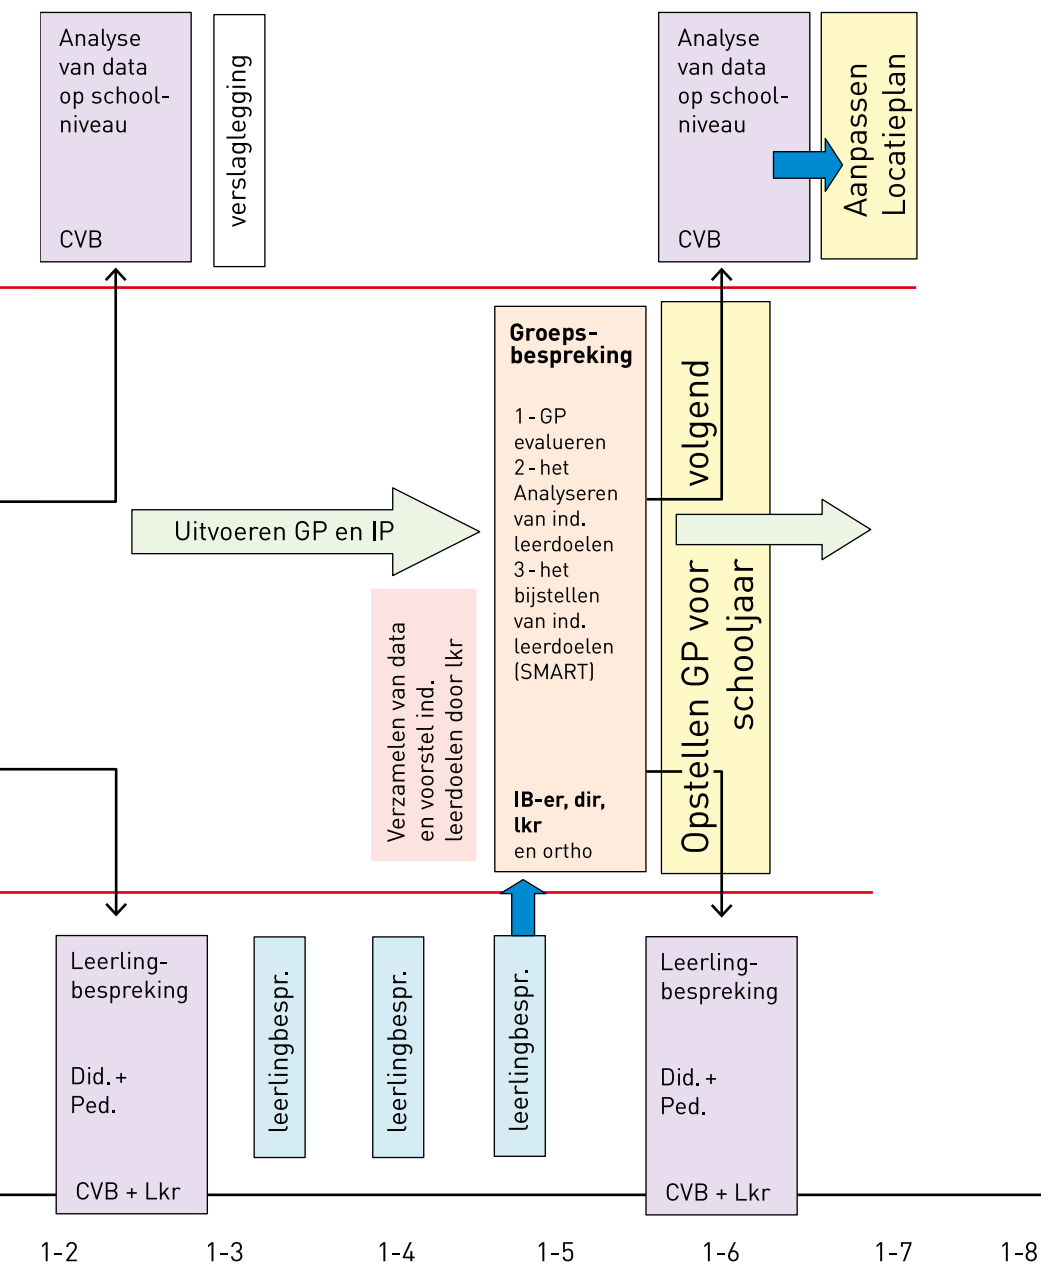 Analyse
van data
op school-
niveau
CVB
verslaglegging
Analyse
van data
op school-
niveau
CVB
Aanpassen
Locatieplan
Uitvoeren GP en IP
Verzamelen van data
en voorstel ind.
leerdoelen door lkr
Groeps-
bespreking
1 - GP
evalueren
2 - het
Analyseren
van ind.
leerdoelen
3 - het
bijstellen
van ind.
leerdoelen
(SMART)
IB-er, dir,
lkr
en ortho
Opstellen GP voor volgend
schooljaar
Leerling-
bespreking
Did. +
Ped.
CVB + Lkr
leerlingbespr.
leerlingbespr.
leerlingbespr.
Leerling-
bespreking
Did. +
Ped.
CVB + Lkr
1-2 1-3 1-4 1-5 1-6 1-7 1-8